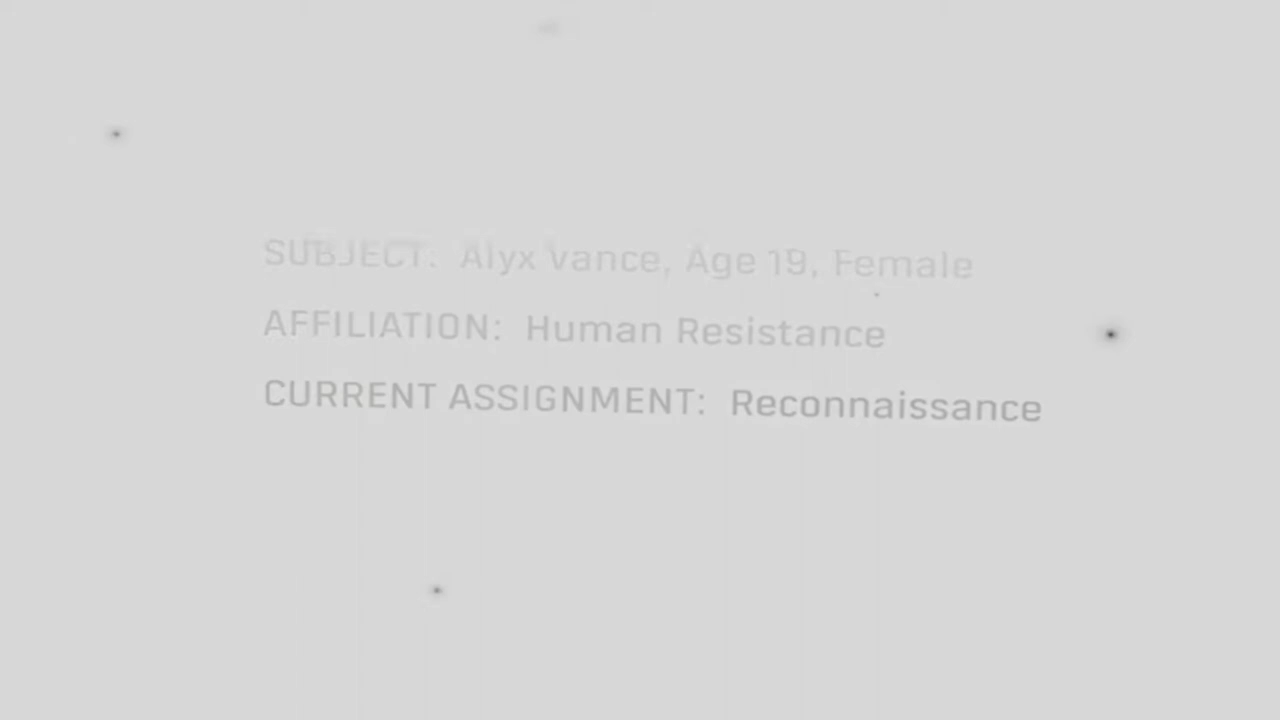 SUBJECT: Alyx Vance, Age 19, Female
AFFILIATION: Human Resistance
CURRENT ASSIGNMENT: Reconnaissance